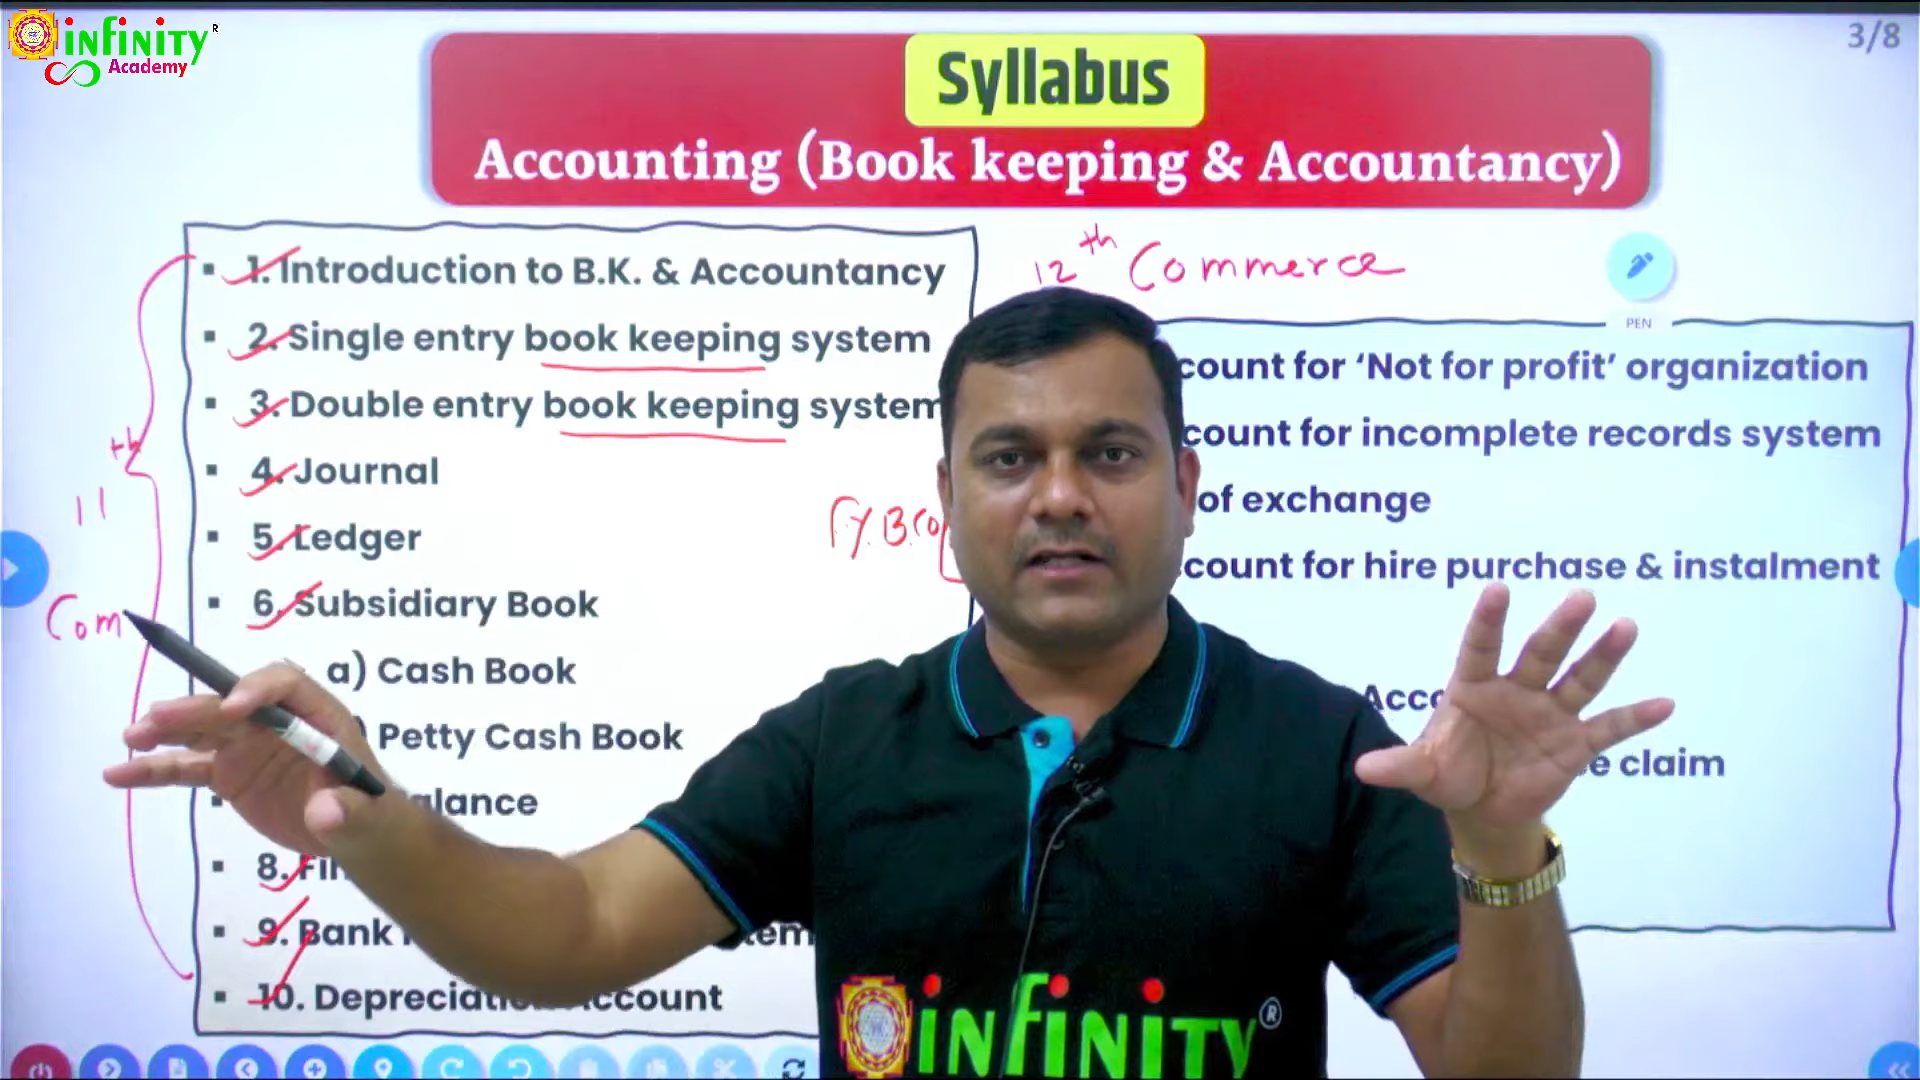 infinity
Academy
3/8
Syllabus
Accounting (Book keeping & Accountancy)
12th Commerce
PEN
1. Introduction to B.K. & Accountancy
2. Single entry book keeping system
3. Double entry book keeping system
4. Journal
5. Ledger
6. Subsidiary Book
a) Cash Book
Petty Cash Book
8.
9. Bank
10. Account
11th
Com
F.Y.B.Co
for 'Not for profit' organization
for incomplete records system
of exchange
for hire purchase & instalment
claim
infinity